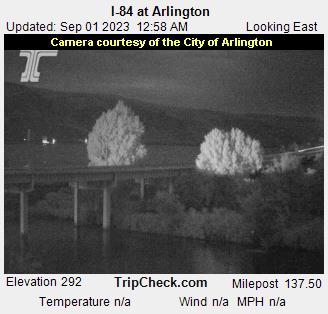 I-84 at Arlington
Updated: Sep 01 2023 12:58 AM Looking East
Camera courtesy of the City of Arlington
Elevation 292 TripCheck.com Milepost 137.50
Temperature n/a Wind n/a MPH n/a